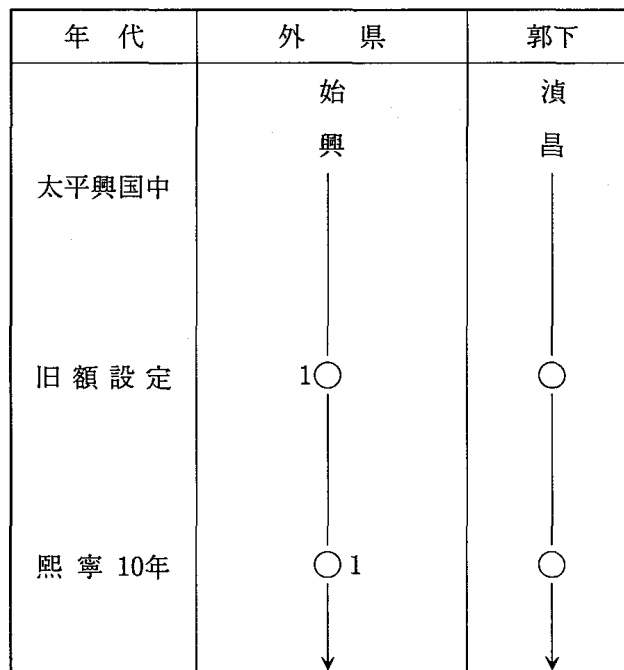 年代 外県 郭下
始興 湞昌
太平興国中
旧額設定 1○ ○
熙寧10年 ○1 ○